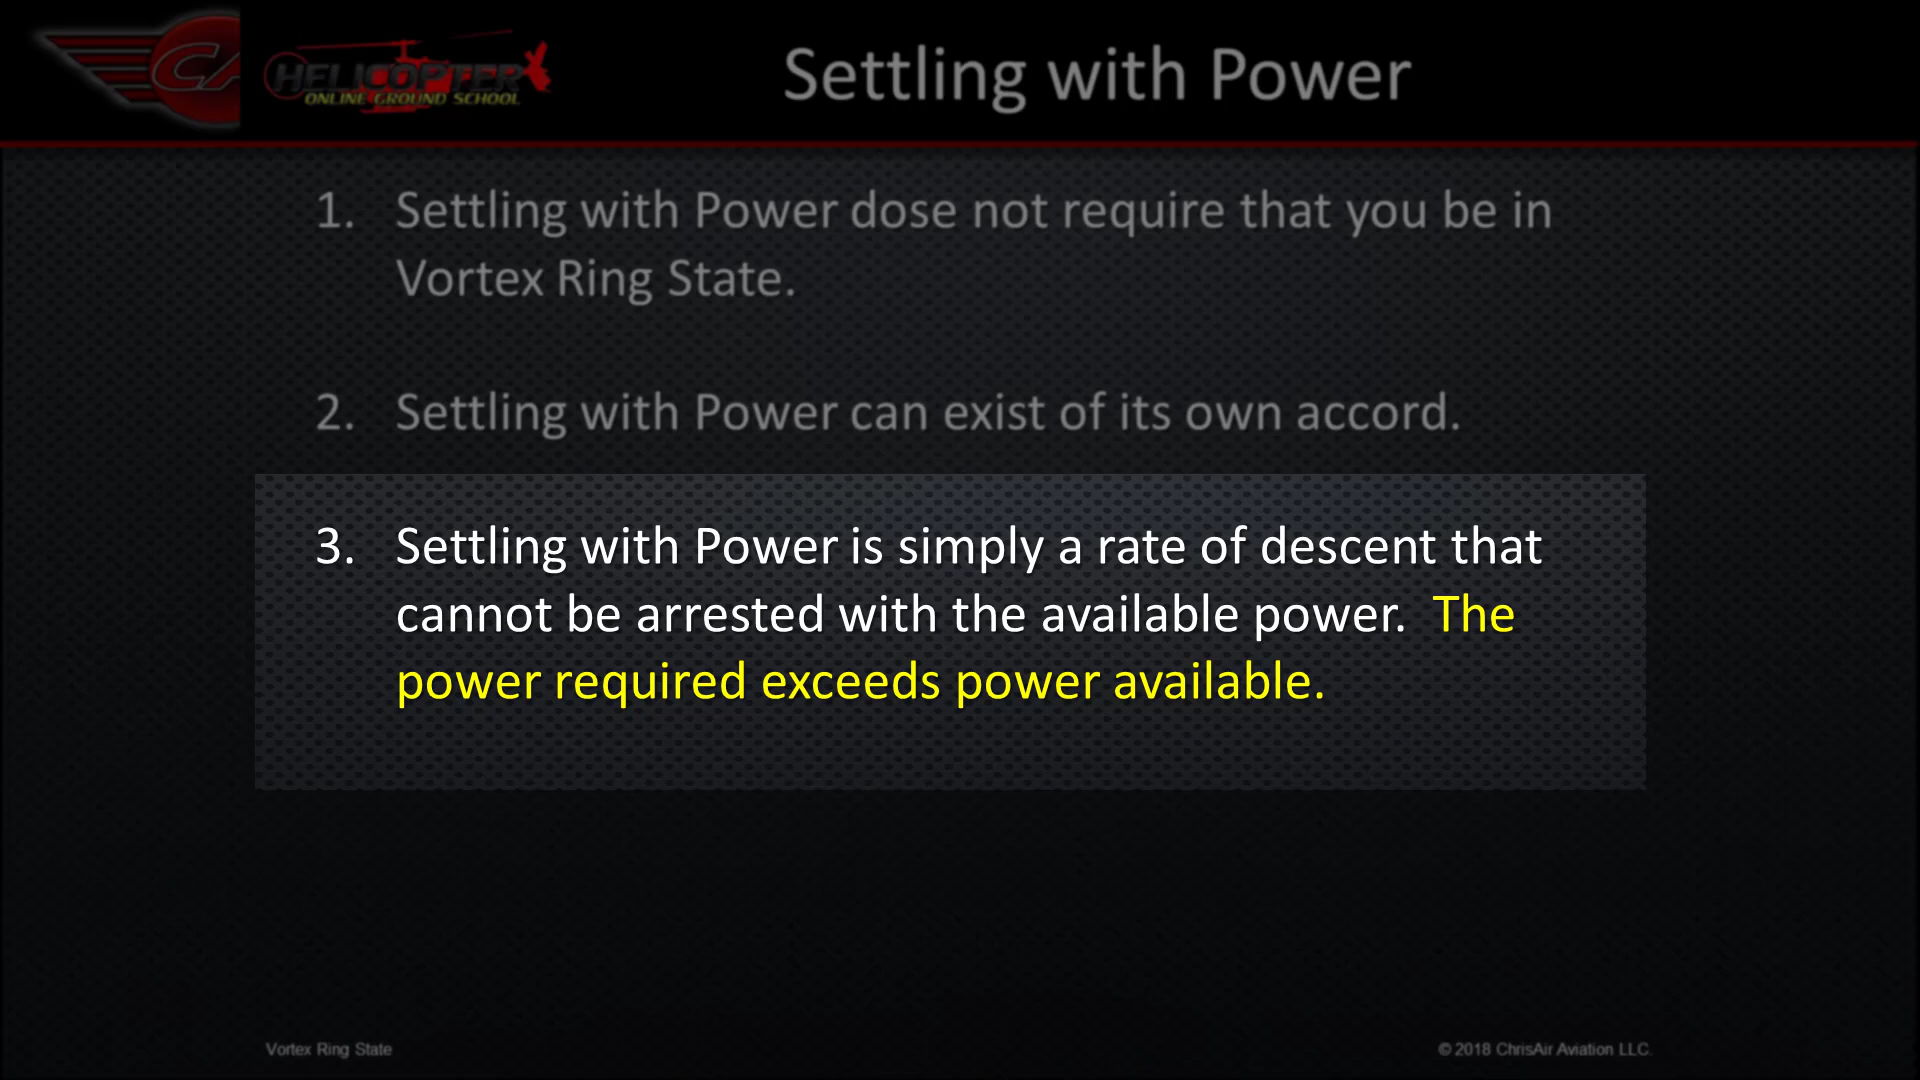 CA
HELICOPTER
ONLINE GROUND SCHOOL
Settling with Power
1. Settling with Power dose not require that you be in
Vortex Ring State.
2. Settling with Power can exist of its own accord.
3. Settling with Power is simply a rate of descent that
cannot be arrested with the available power. The
power required exceeds power available.
Vortex Ring State
© 2018 ChrisAir Aviation LLC.